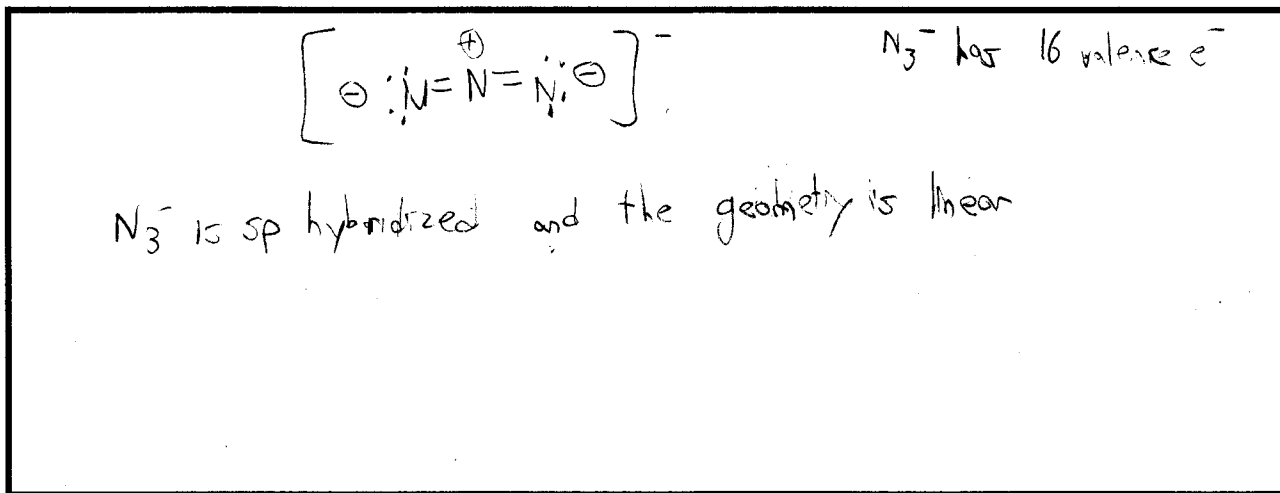 [⊖ :N̈=N⊕=N̈: ⊖]⁻
N₃⁻ has 16 valence e⁻
N₃⁻ is sp hybridized and the geometry is linear